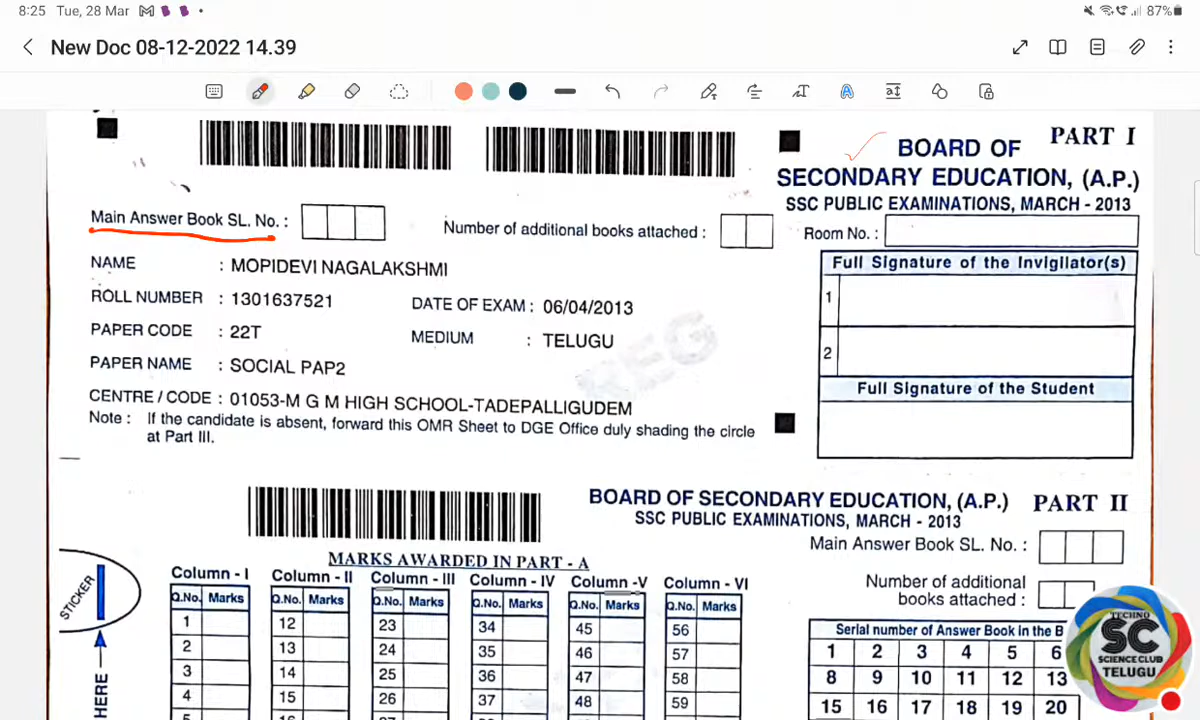 8:25 Tue, 28 Mar
87%
New Doc 08-12-2022 14.39
PART I
BOARD OF
SECONDARY EDUCATION, (A.P.)
SSC PUBLIC EXAMINATIONS, MARCH - 2013
Main Answer Book SL. No. :
Number of additional books attached :
Room No. :
Full Signature of the Invigilator(s)
1
2
Full Signature of the Student
NAME : MOPIDEVI NAGALAKSHMI
ROLL NUMBER : 1301637521 DATE OF EXAM : 06/04/2013
PAPER CODE : 22T MEDIUM : TELUGU
PAPER NAME : SOCIAL PAP2
CENTRE / CODE : 01053-M G M HIGH SCHOOL-TADEPALLIGUDEM
Note : If the candidate is absent, forward this OMR Sheet to DGE Office duly shading the circle
at Part III.
BOARD OF SECONDARY EDUCATION, (A.P.) PART II
SSC PUBLIC EXAMINATIONS, MARCH - 2013
Main Answer Book SL. No. :
Number of additional
books attached :
STICKER
HERE
MARKS AWARDED IN PART - A
Column - I Column - II Column - III Column - IV Column - V Column - VI
Q.No. Marks Q.No. Marks Q.No. Marks Q.No. Marks Q.No. Marks Q.No. Marks
1 12 23 34 45 56
2 13 24 35 46 57
3 14 25 36 47 58
4 15 26 37 48 59
Serial number of Answer Book in the B
1 2 3 4 5 6
8 9 10 11 12 13
15 16 17 18 19 20
TECHNO
SC
SCIENCE CLUB
TELUGU